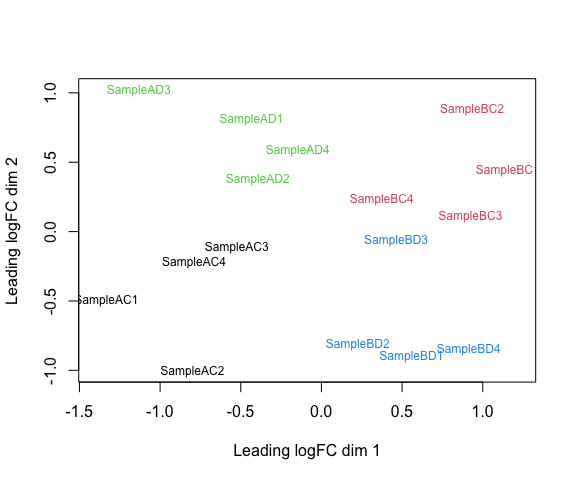 SampleAD3
SampleBC2
SampleAD1
SampleAD4
SampleBC1
SampleAD2
SampleBC4
SampleBC3
SampleBD3
SampleAC3
SampleAC4
SampleAC1
SampleBD2
SampleBD4
SampleBD1
SampleAC2
1.0
0.5
0.0
-0.5
-1.0
Leading logFC dim 2
-1.5 -1.0 -0.5 0.0 0.5 1.0
Leading logFC dim 1